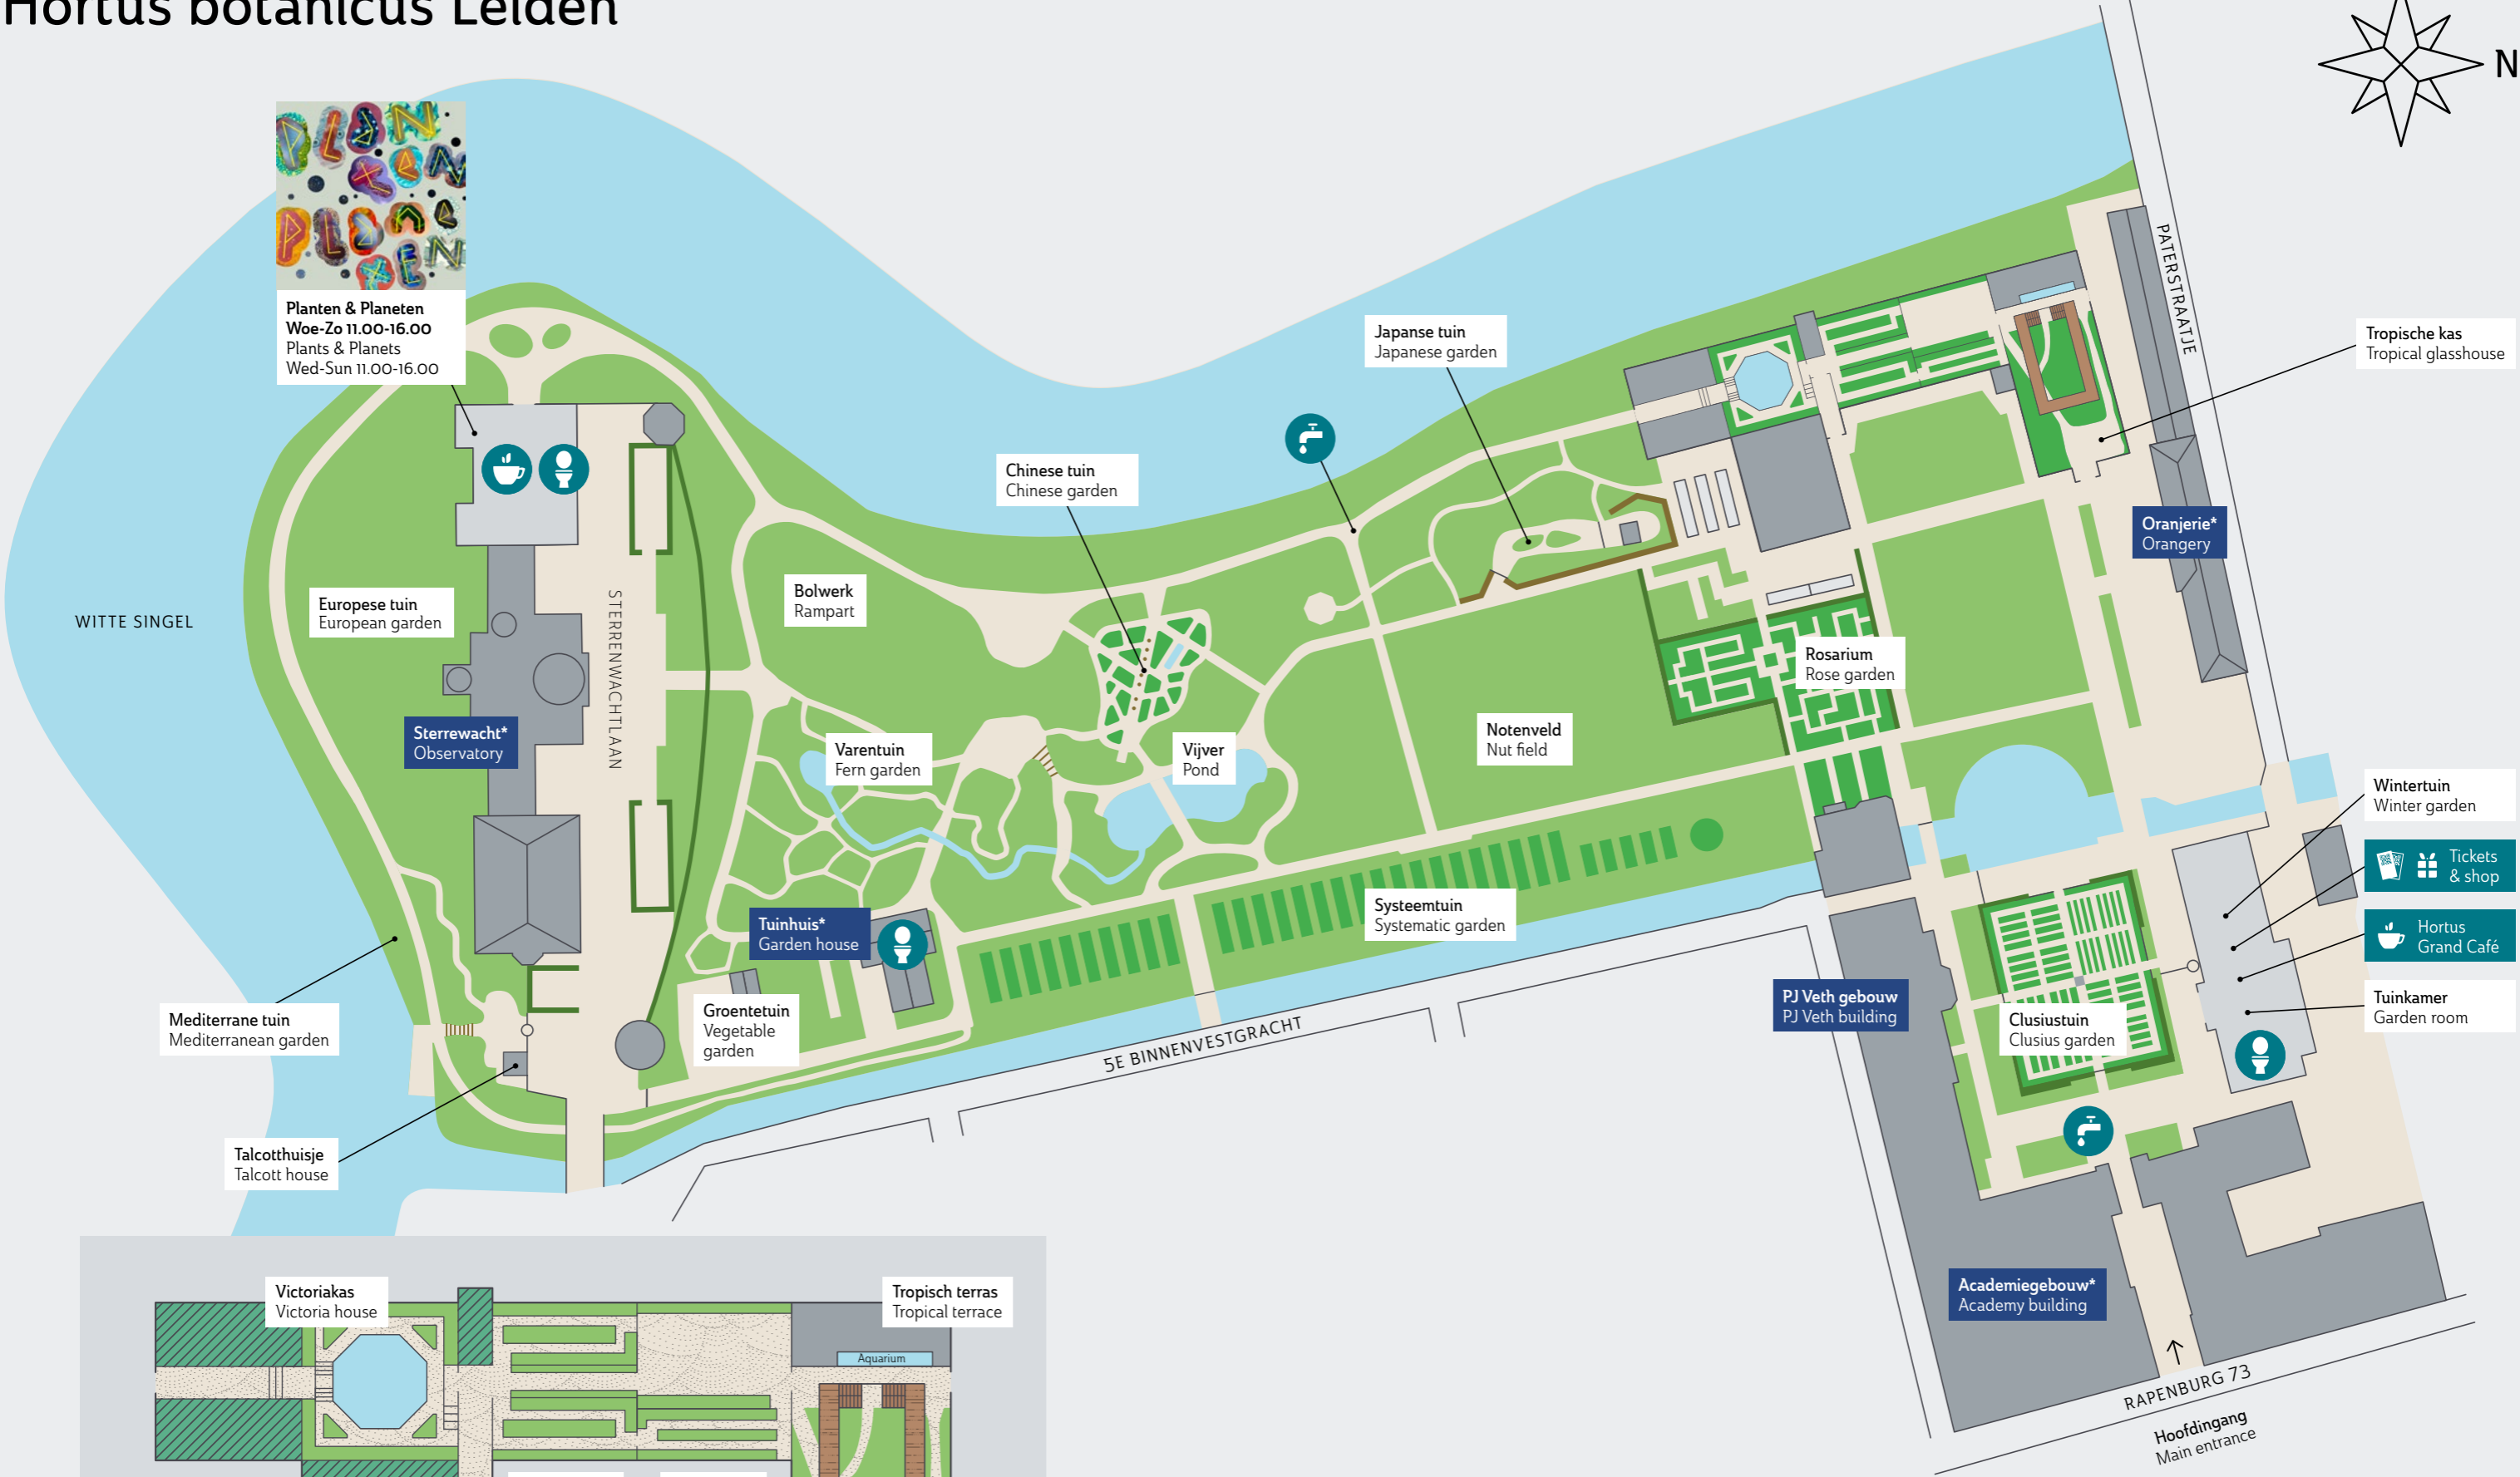 Hortus botanicus Leiden
N
PLAN
TEN
PLANE
TEN
Planten & Planeten
Woe-Zo 11.00-16.00
Plants & Planets
Wed-Sun 11.00-16.00
WITTE SINGEL
Europese tuin
European garden
Sterrewacht*
Observatory
STERRENWACHTLAAN
Mediterrane tuin
Mediterranean garden
Talcotthuisje
Talcott house
Bolwerk
Rampart
Varentuin
Fern garden
Tuinhuis*
Garden house
Groentetuin
Vegetable
garden
Chinese tuin
Chinese garden
Vijver
Pond
Japanse tuin
Japanese garden
Notenveld
Nut field
Systeemtuin
Systematic garden
5E BINNENVESTGRACHT
Rosarium
Rose garden
PATERSTRAATJE
Tropische kas
Tropical glasshouse
Oranjerie*
Orangery
Wintertuin
Winter garden
Tickets
& shop
Hortus
Grand Café
Tuinkamer
Garden room
PJ Veth gebouw
PJ Veth building
Clusiustuin
Clusius garden
Academiegebouw*
Academy building
RAPENBURG 73
Hoofdingang
Main entrance
Victoriakas
Victoria house
Tropisch terras
Tropical terrace
Aquarium